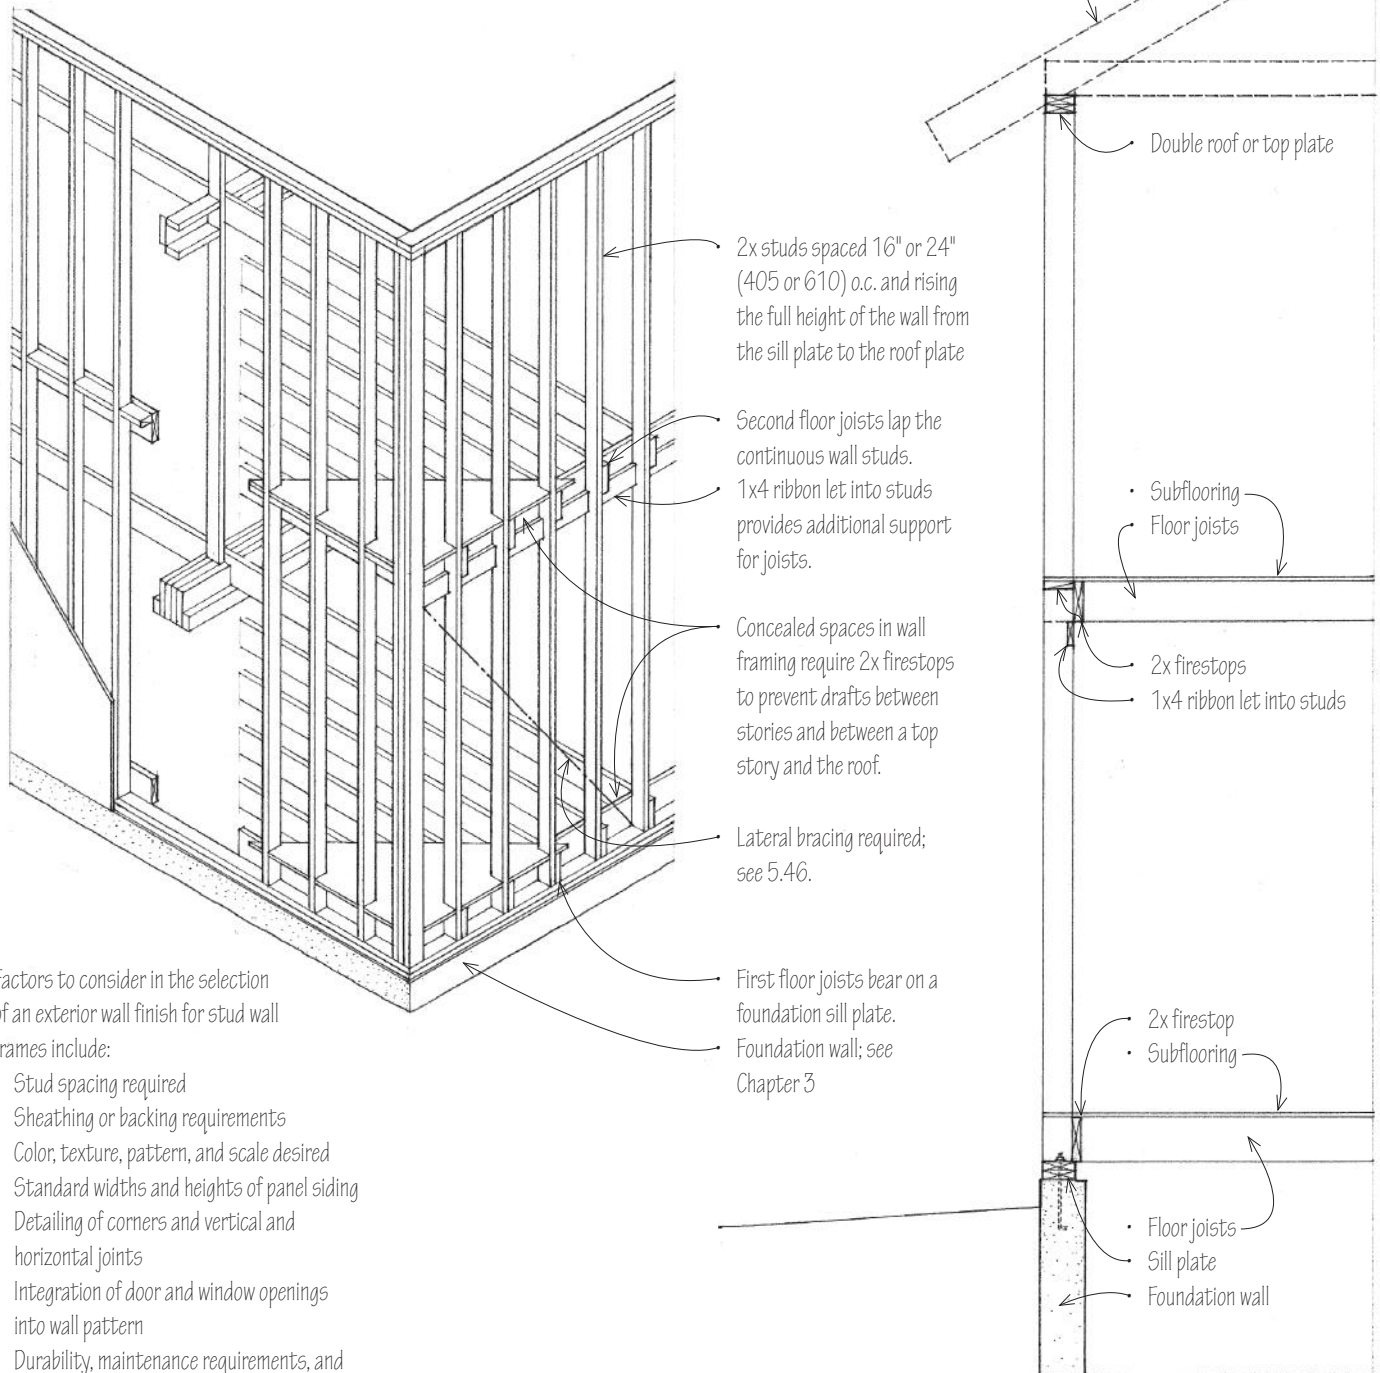 Double roof or top plate
2x studs spaced 16" or 24"
(405 or 610) o.c. and rising
the full height of the wall from
the sill plate to the roof plate
Second floor joists lap the
continuous wall studs.
1x4 ribbon let into studs
provides additional support
for joists.
Concealed spaces in wall
framing require 2x firestops
to prevent drafts between
stories and between a top
story and the roof.
Lateral bracing required;
see 5.46.
First floor joists bear on a
foundation sill plate.
Foundation wall; see
Chapter 3
Subflooring
Floor joists
2x firestops
1x4 ribbon let into studs
2x firestop
Subflooring
Floor joists
Sill plate
Foundation wall
factors to consider in the selection
of an exterior wall finish for stud wall
rames include:
Stud spacing required
Sheathing or backing requirements
Color, texture, pattern, and scale desired
Standard widths and heights of panel siding
Detailing of corners and vertical and
horizontal joints
Integration of door and window openings
into wall pattern
Durability, maintenance requirements, and